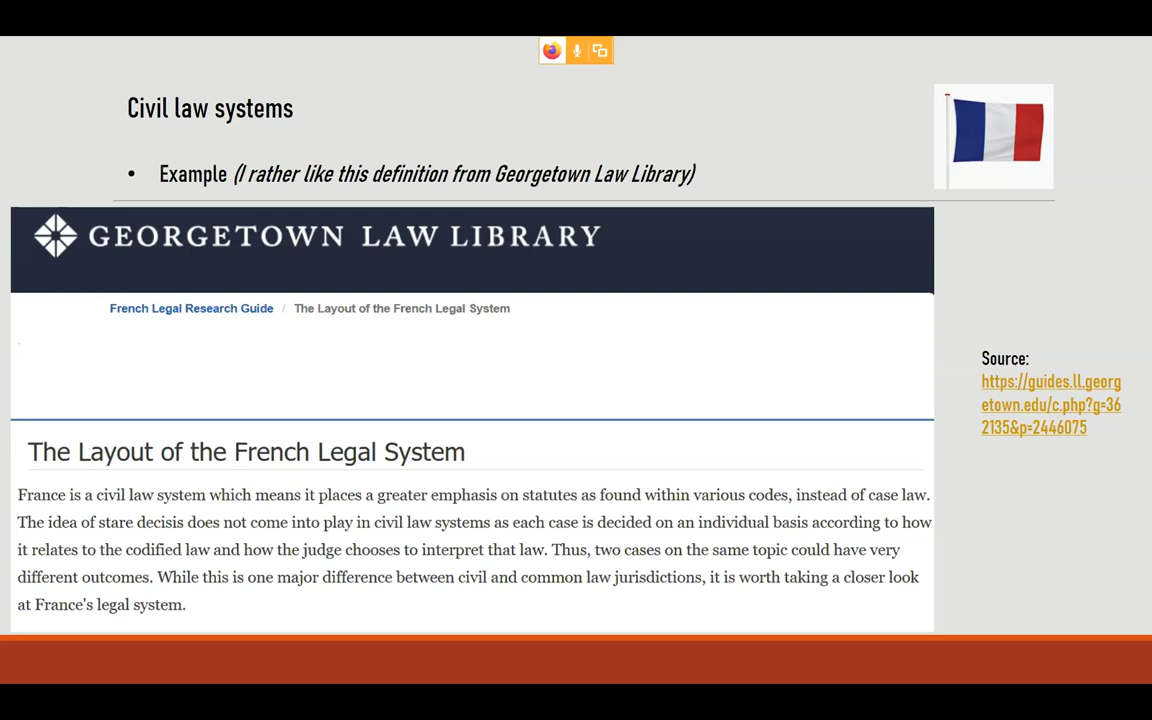 Civil law systems
• Example (I rather like this definition from Georgetown Law Library)
GEORGETOWN LAW LIBRARY
French Legal Research Guide / The Layout of the French Legal System
Source:
https://guides.ll.georg
etown.edu/c.php?g=36
2135&p=2446075
The Layout of the French Legal System
France is a civil law system which means it places a greater emphasis on statutes as found within various codes, instead of case law.
The idea of stare decisis does not come into play in civil law systems as each case is decided on an individual basis according to how
it relates to the codified law and how the judge chooses to interpret that law. Thus, two cases on the same topic could have very
different outcomes. While this is one major difference between civil and common law jurisdictions, it is worth taking a closer look
at France's legal system.